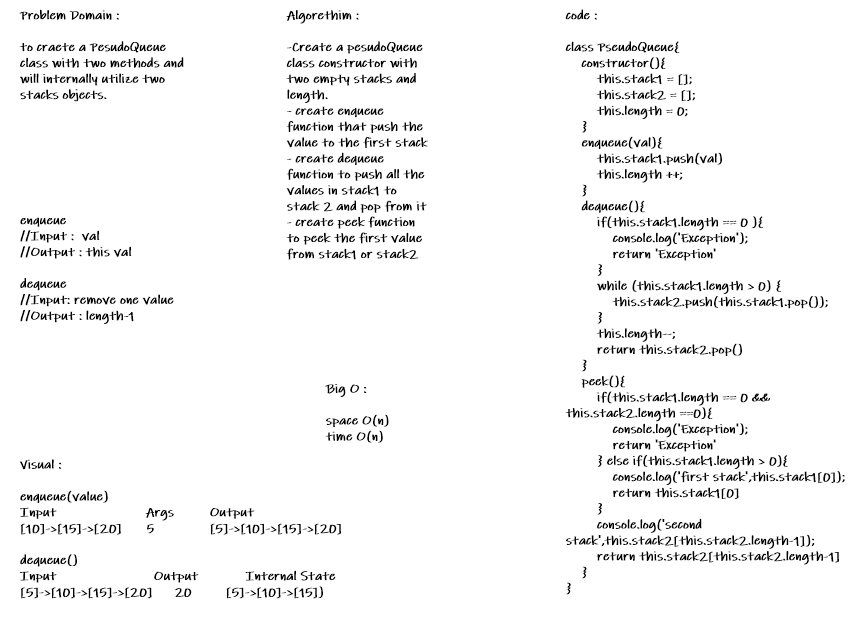 Problem Domain :
to craete a PesudoQueue
class with two methods and
will internally utilize two
stacks objects.
enqueue
//Input : val
//Output : this val
dequeue
//Input: remove one value
//Output : length-1
Algorethim :
-Create a pesudoQueue
class constructor with
two empty stacks and
length.
- create enqueue
function that push the
value to the first stack
- create dequeue
function to push all the
values in stack1 to
stack 2 and pop from it
- create peek function
to peek the first value
from stack1 or stack2
Big O :
space O(n)
time O(n)
Visual :
enqueue(value)
Input Args Output
[10]->[15]->[20] 5 [5]->[10]->[15]->[20]
dequeue()
Input Output Internal State
[5]->[10]->[15]->[20] 20 [5]->[10]->[15])
code :
class PseudoQueue{
constructor(){
this.stack1 = [];
this.stack2 = [];
this.length = 0;
}
enqueue(val){
this.stack1.push(val)
this.length ++;
}
dequeue(){
if(this.stack1.length == 0 ){
console.log('Exception');
return 'Exception'
}
while (this.stack1.length > 0) {
this.stack2.push(this.stack1.pop());
}
this.length--;
return this.stack2.pop()
}
peek(){
if(this.stack1.length == 0 &&
this.stack2.length ==0){
console.log('Exception');
return 'Exception'
} else if(this.stack1.length > 0){
console.log('first stack',this.stack1[0]);
return this.stack1[0]
}
console.log('second
stack',this.stack2[this.stack2.length-1]);
return this.stack2[this.stack2.length-1]
}
}